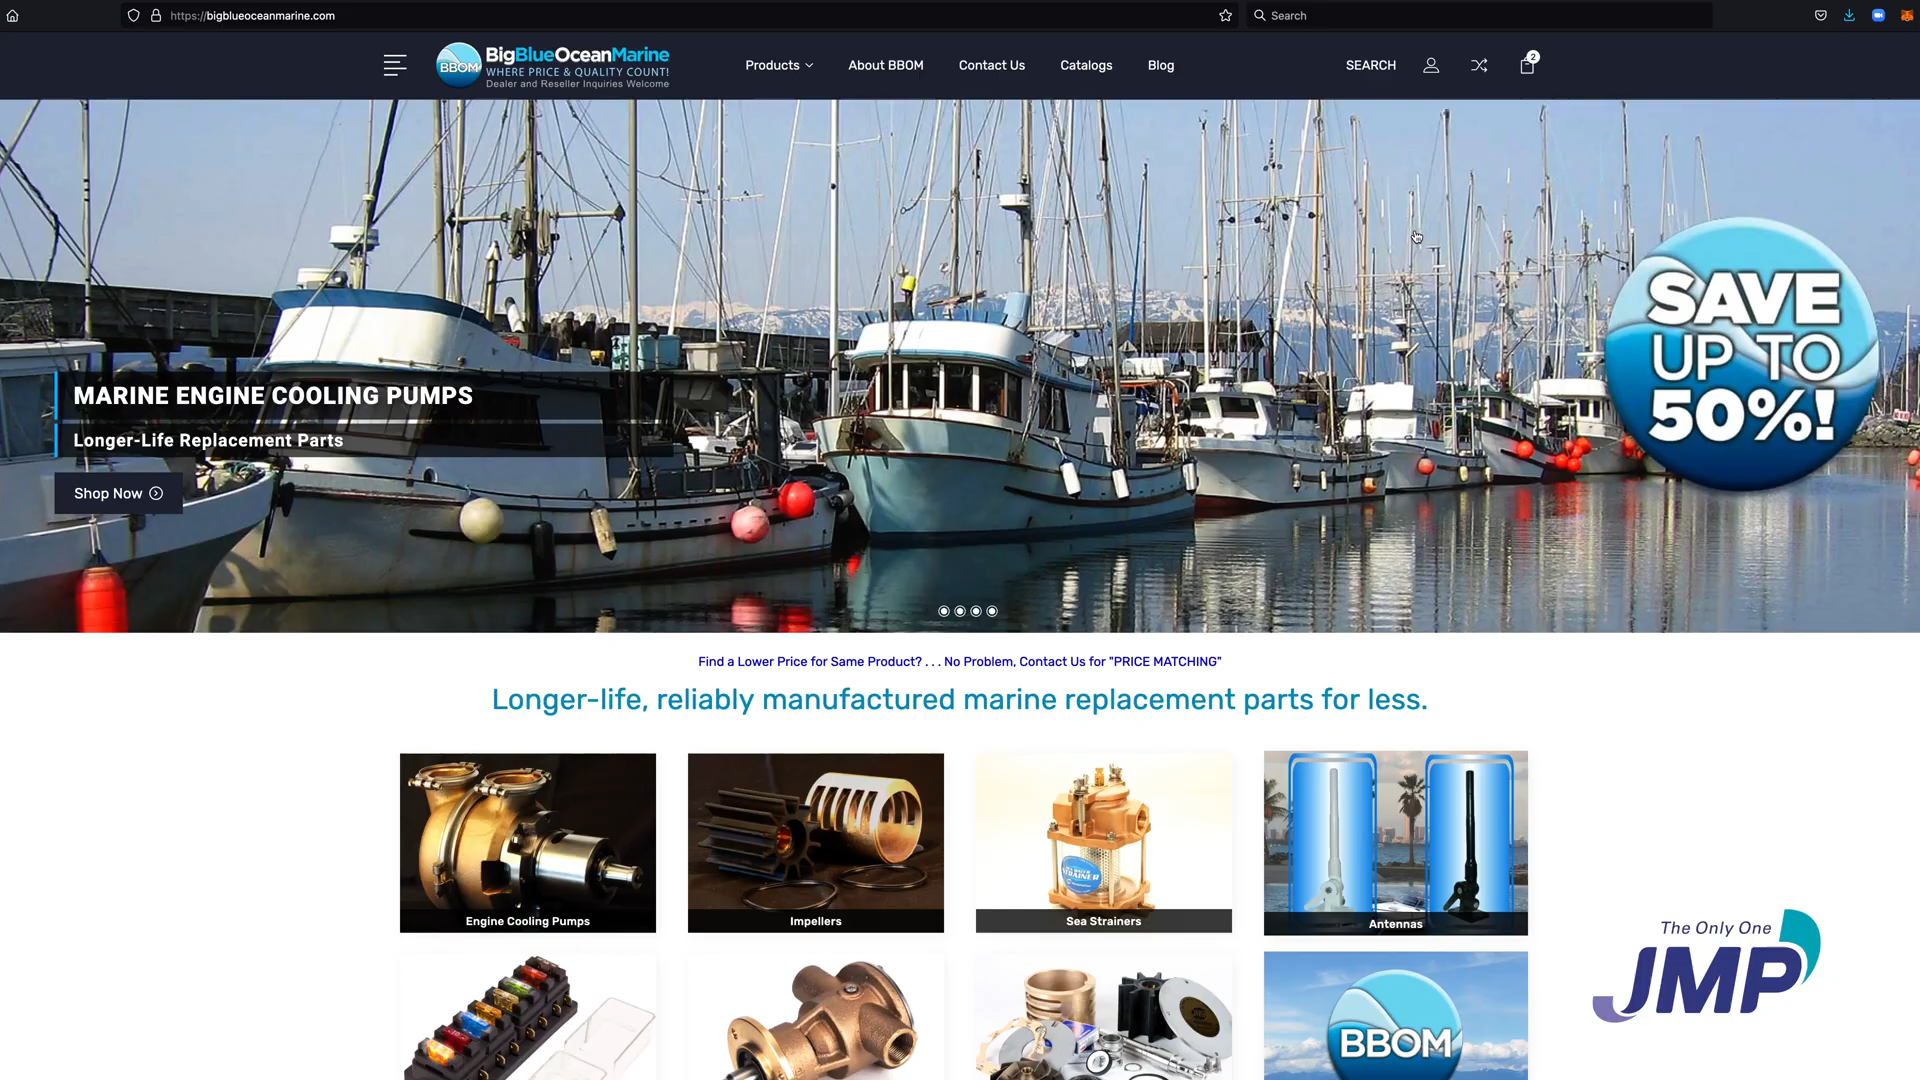 https://bigblueoceanmarine.com
Search
BBOM
BigBlueOceanMarine
WHERE PRICE & QUALITY COUNT!
Dealer and Reseller Inquiries Welcome
Products
About BBOM
Contact Us
Catalogs
Blog
SEARCH
2
SAVE
UP TO
50%!
MARINE ENGINE COOLING PUMPS
Longer-Life Replacement Parts
Shop Now
Find a Lower Price for Same Product? . . . No Problem, Contact Us for "PRICE MATCHING"
Longer-life, reliably manufactured marine replacement parts for less.
STRAINER
Engine Cooling Pumps
Impellers
Sea Strainers
Antennas
The Only One
JMP
BBOM